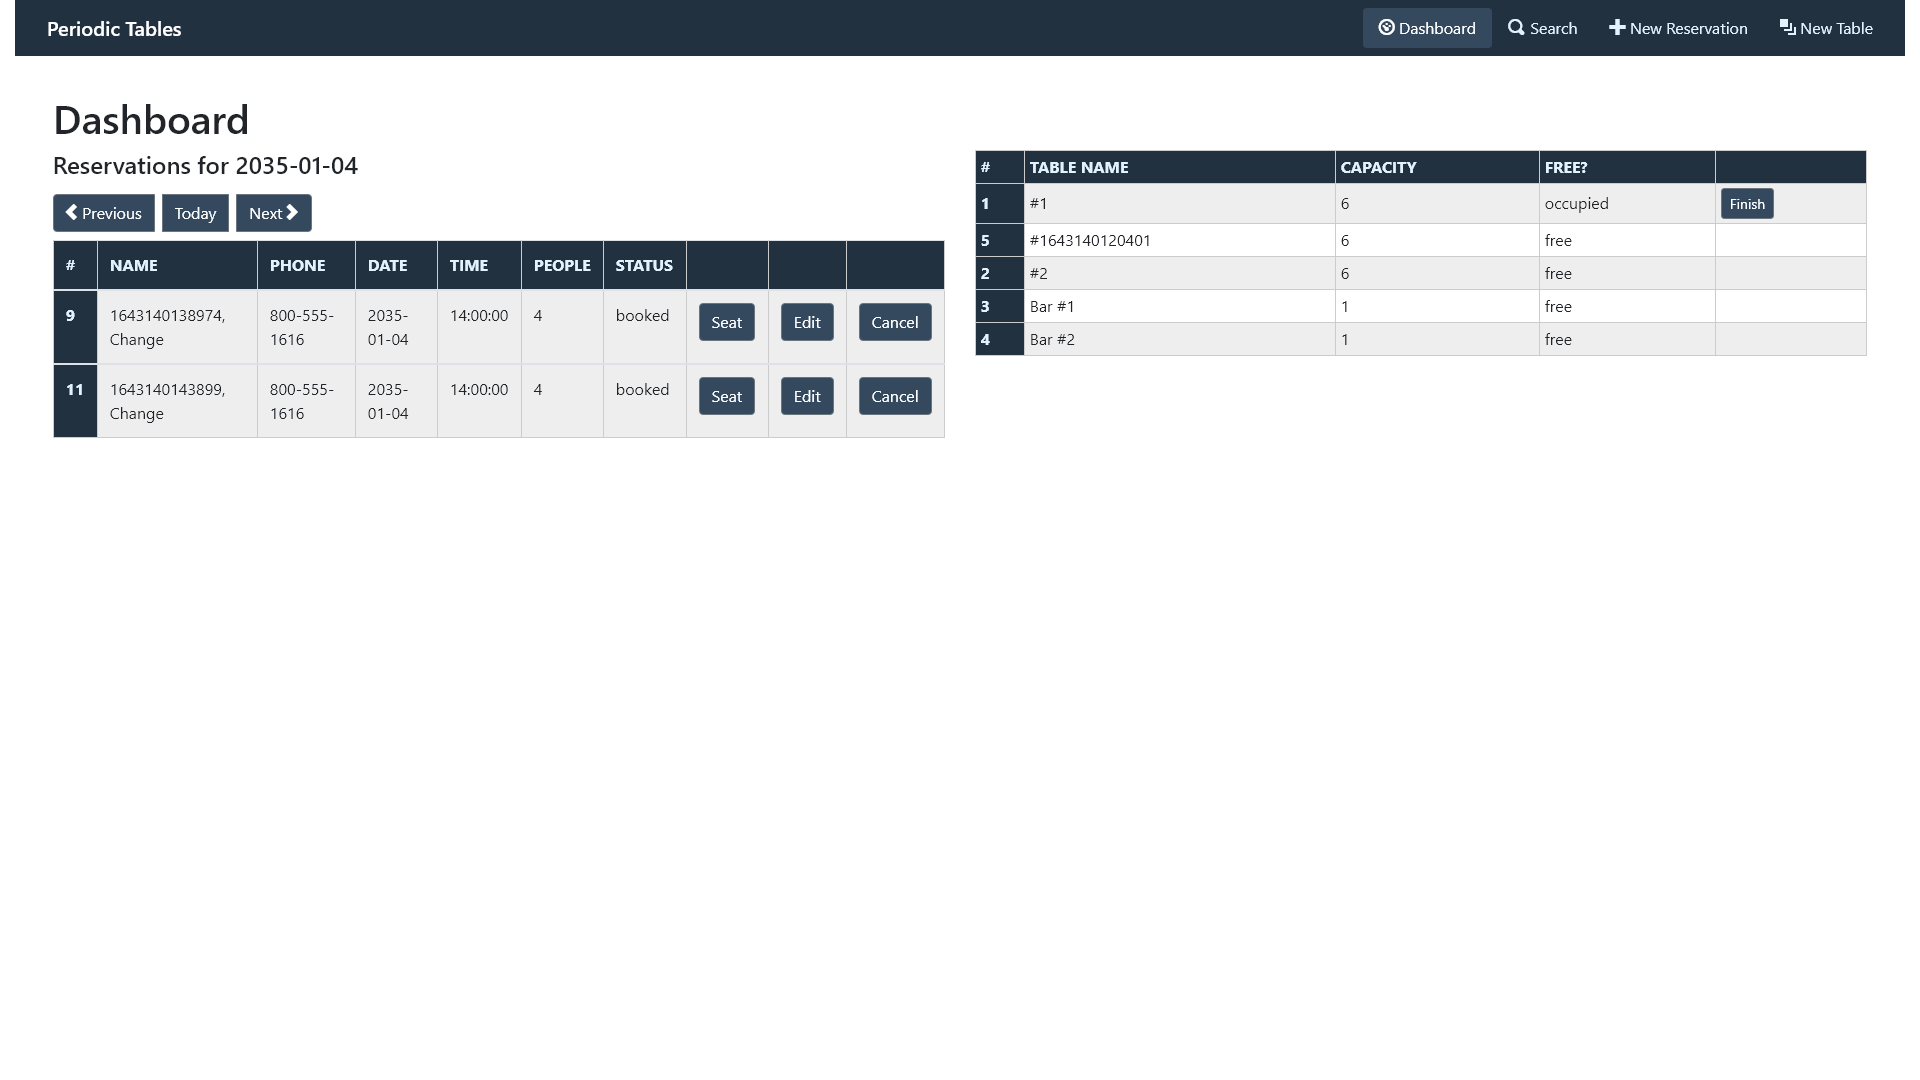 Periodic Tables
Dashboard Search New Reservation New Table
Dashboard
Reservations for 2035-01-04
Previous Today Next
# NAME PHONE DATE TIME PEOPLE STATUS
9 1643140138974, 800-555- 2035- 14:00:00 4 booked Seat Edit Cancel
Change 1616 01-04
11 1643140143899, 800-555- 2035- 14:00:00 4 booked Seat Edit Cancel
Change 1616 01-04
# TABLE NAME CAPACITY FREE?
1 #1 6 occupied Finish
5 #1643140120401 6 free
2 #2 6 free
3 Bar #1 1 free
4 Bar #2 1 free